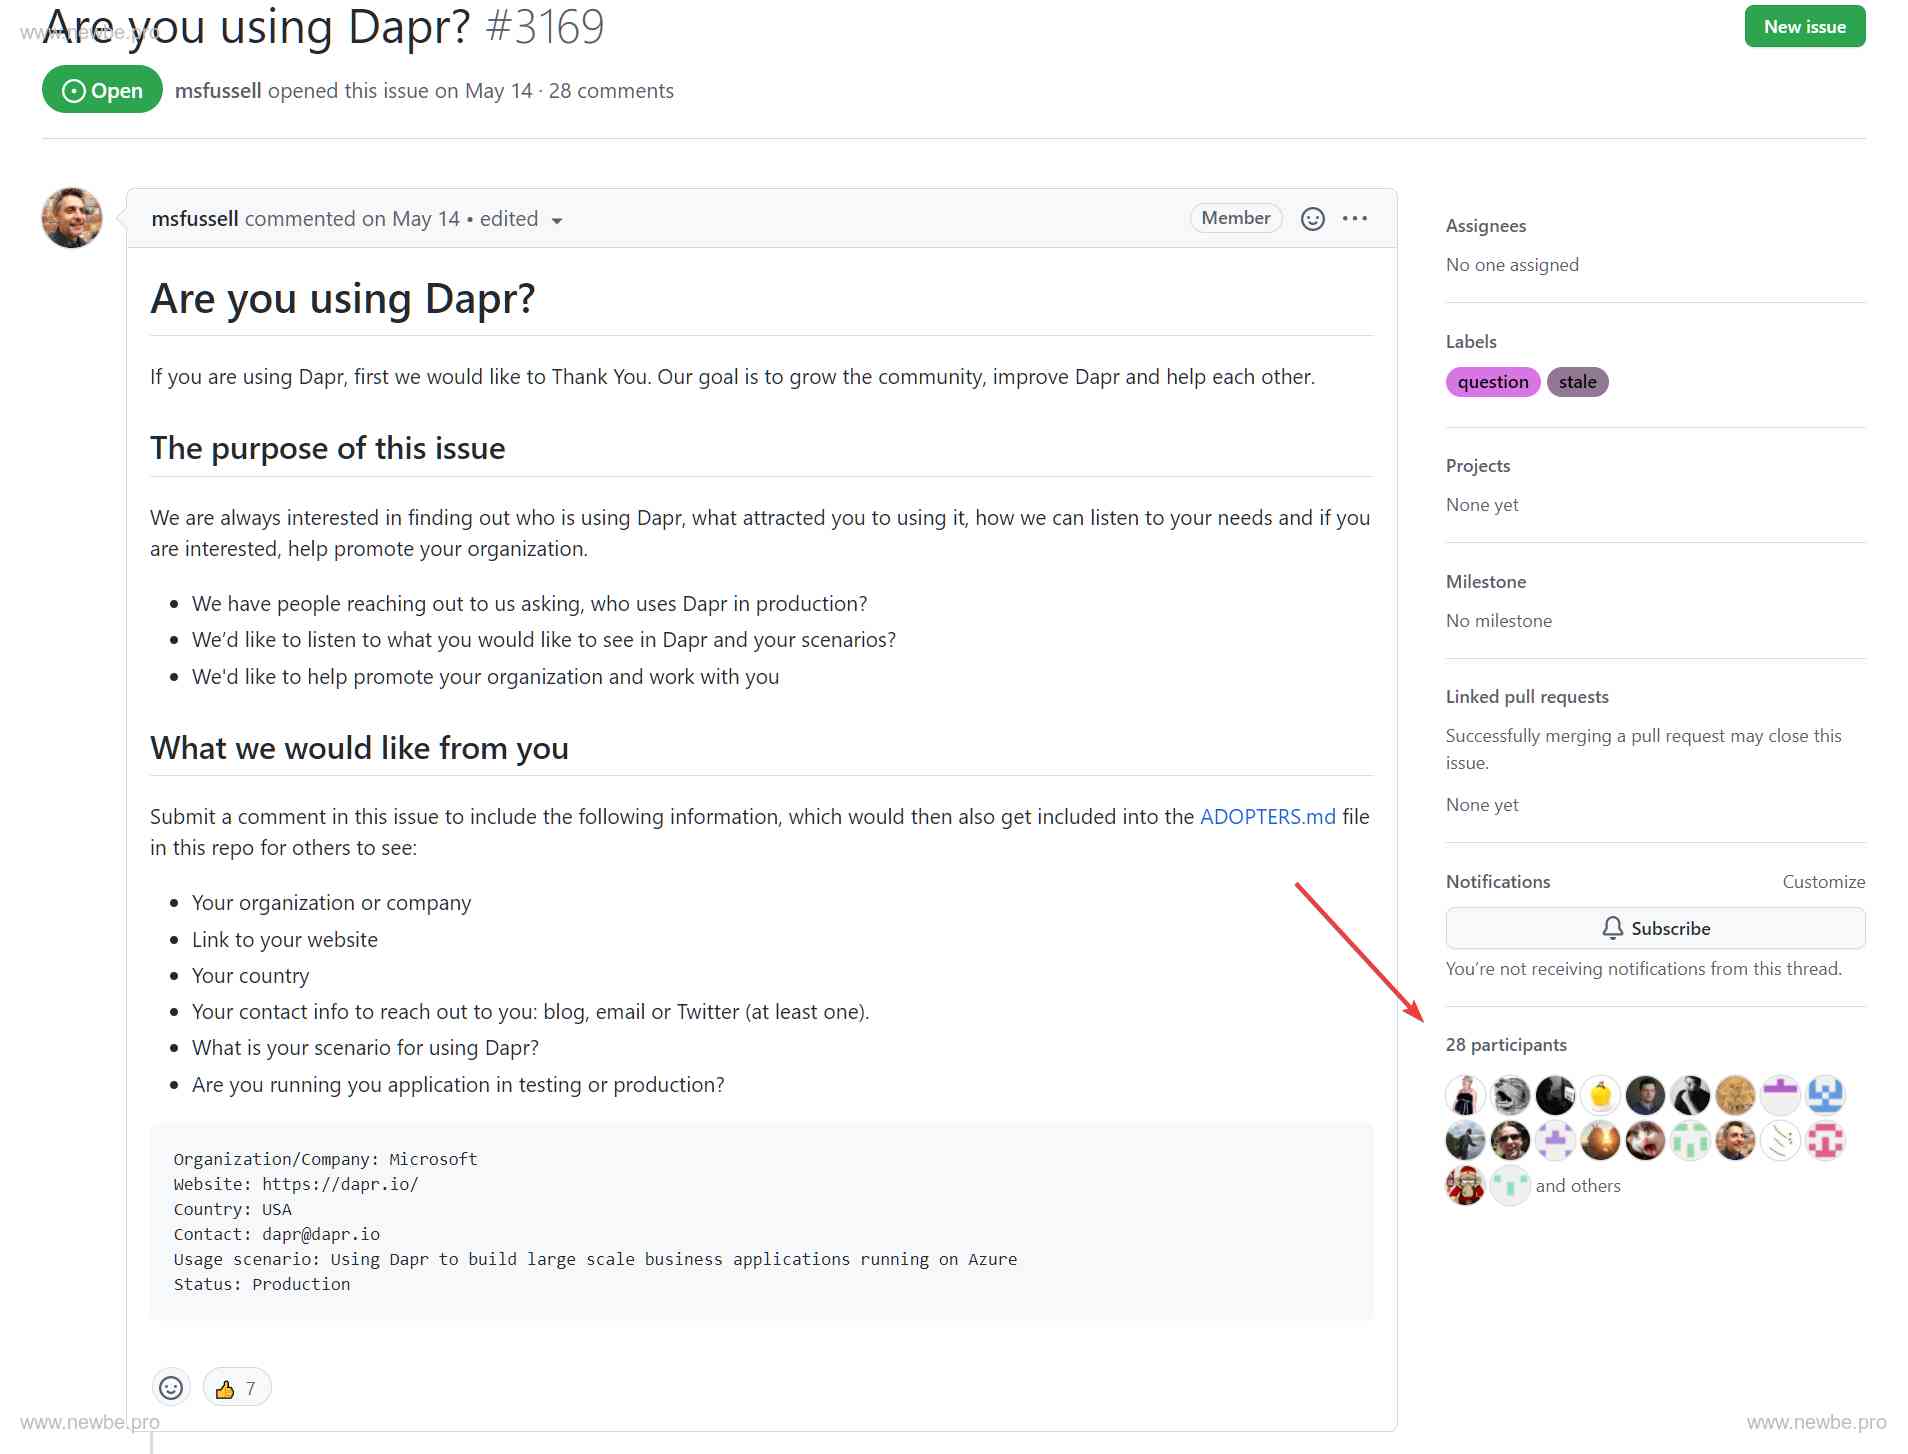 Are you using Dapr? #3169
www.newbe.pro
New issue
Open
msfussell opened this issue on May 14 · 28 comments
msfussell commented on May 14 • edited
Member
Are you using Dapr?
If you are using Dapr, first we would like to Thank You. Our goal is to grow the community, improve Dapr and help each other.
The purpose of this issue
We are always interested in finding out who is using Dapr, what attracted you to using it, how we can listen to your needs and if you
are interested, help promote your organization.
• We have people reaching out to us asking, who uses Dapr in production?
• We’d like to listen to what you would like to see in Dapr and your scenarios?
• We'd like to help promote your organization and work with you
What we would like from you
Submit a comment in this issue to include the following information, which would then also get included into the ADOPTERS.md file
in this repo for others to see:
• Your organization or company
• Link to your website
• Your country
• Your contact info to reach out to you: blog, email or Twitter (at least one).
• What is your scenario for using Dapr?
• Are you running you application in testing or production?
Organization/Company: Microsoft
Website: https://dapr.io/
Country: USA
Contact: dapr@dapr.io
Usage scenario: Using Dapr to build large scale business applications running on Azure
Status: Production
👍 7
Assignees
No one assigned
Labels
question stale
Projects
None yet
Milestone
No milestone
Linked pull requests
Successfully merging a pull request may close this
issue.
None yet
Notifications Customize
Subscribe
You’re not receiving notifications from this thread.
28 participants
and others
www.newbe.pro
www.newbe.pro